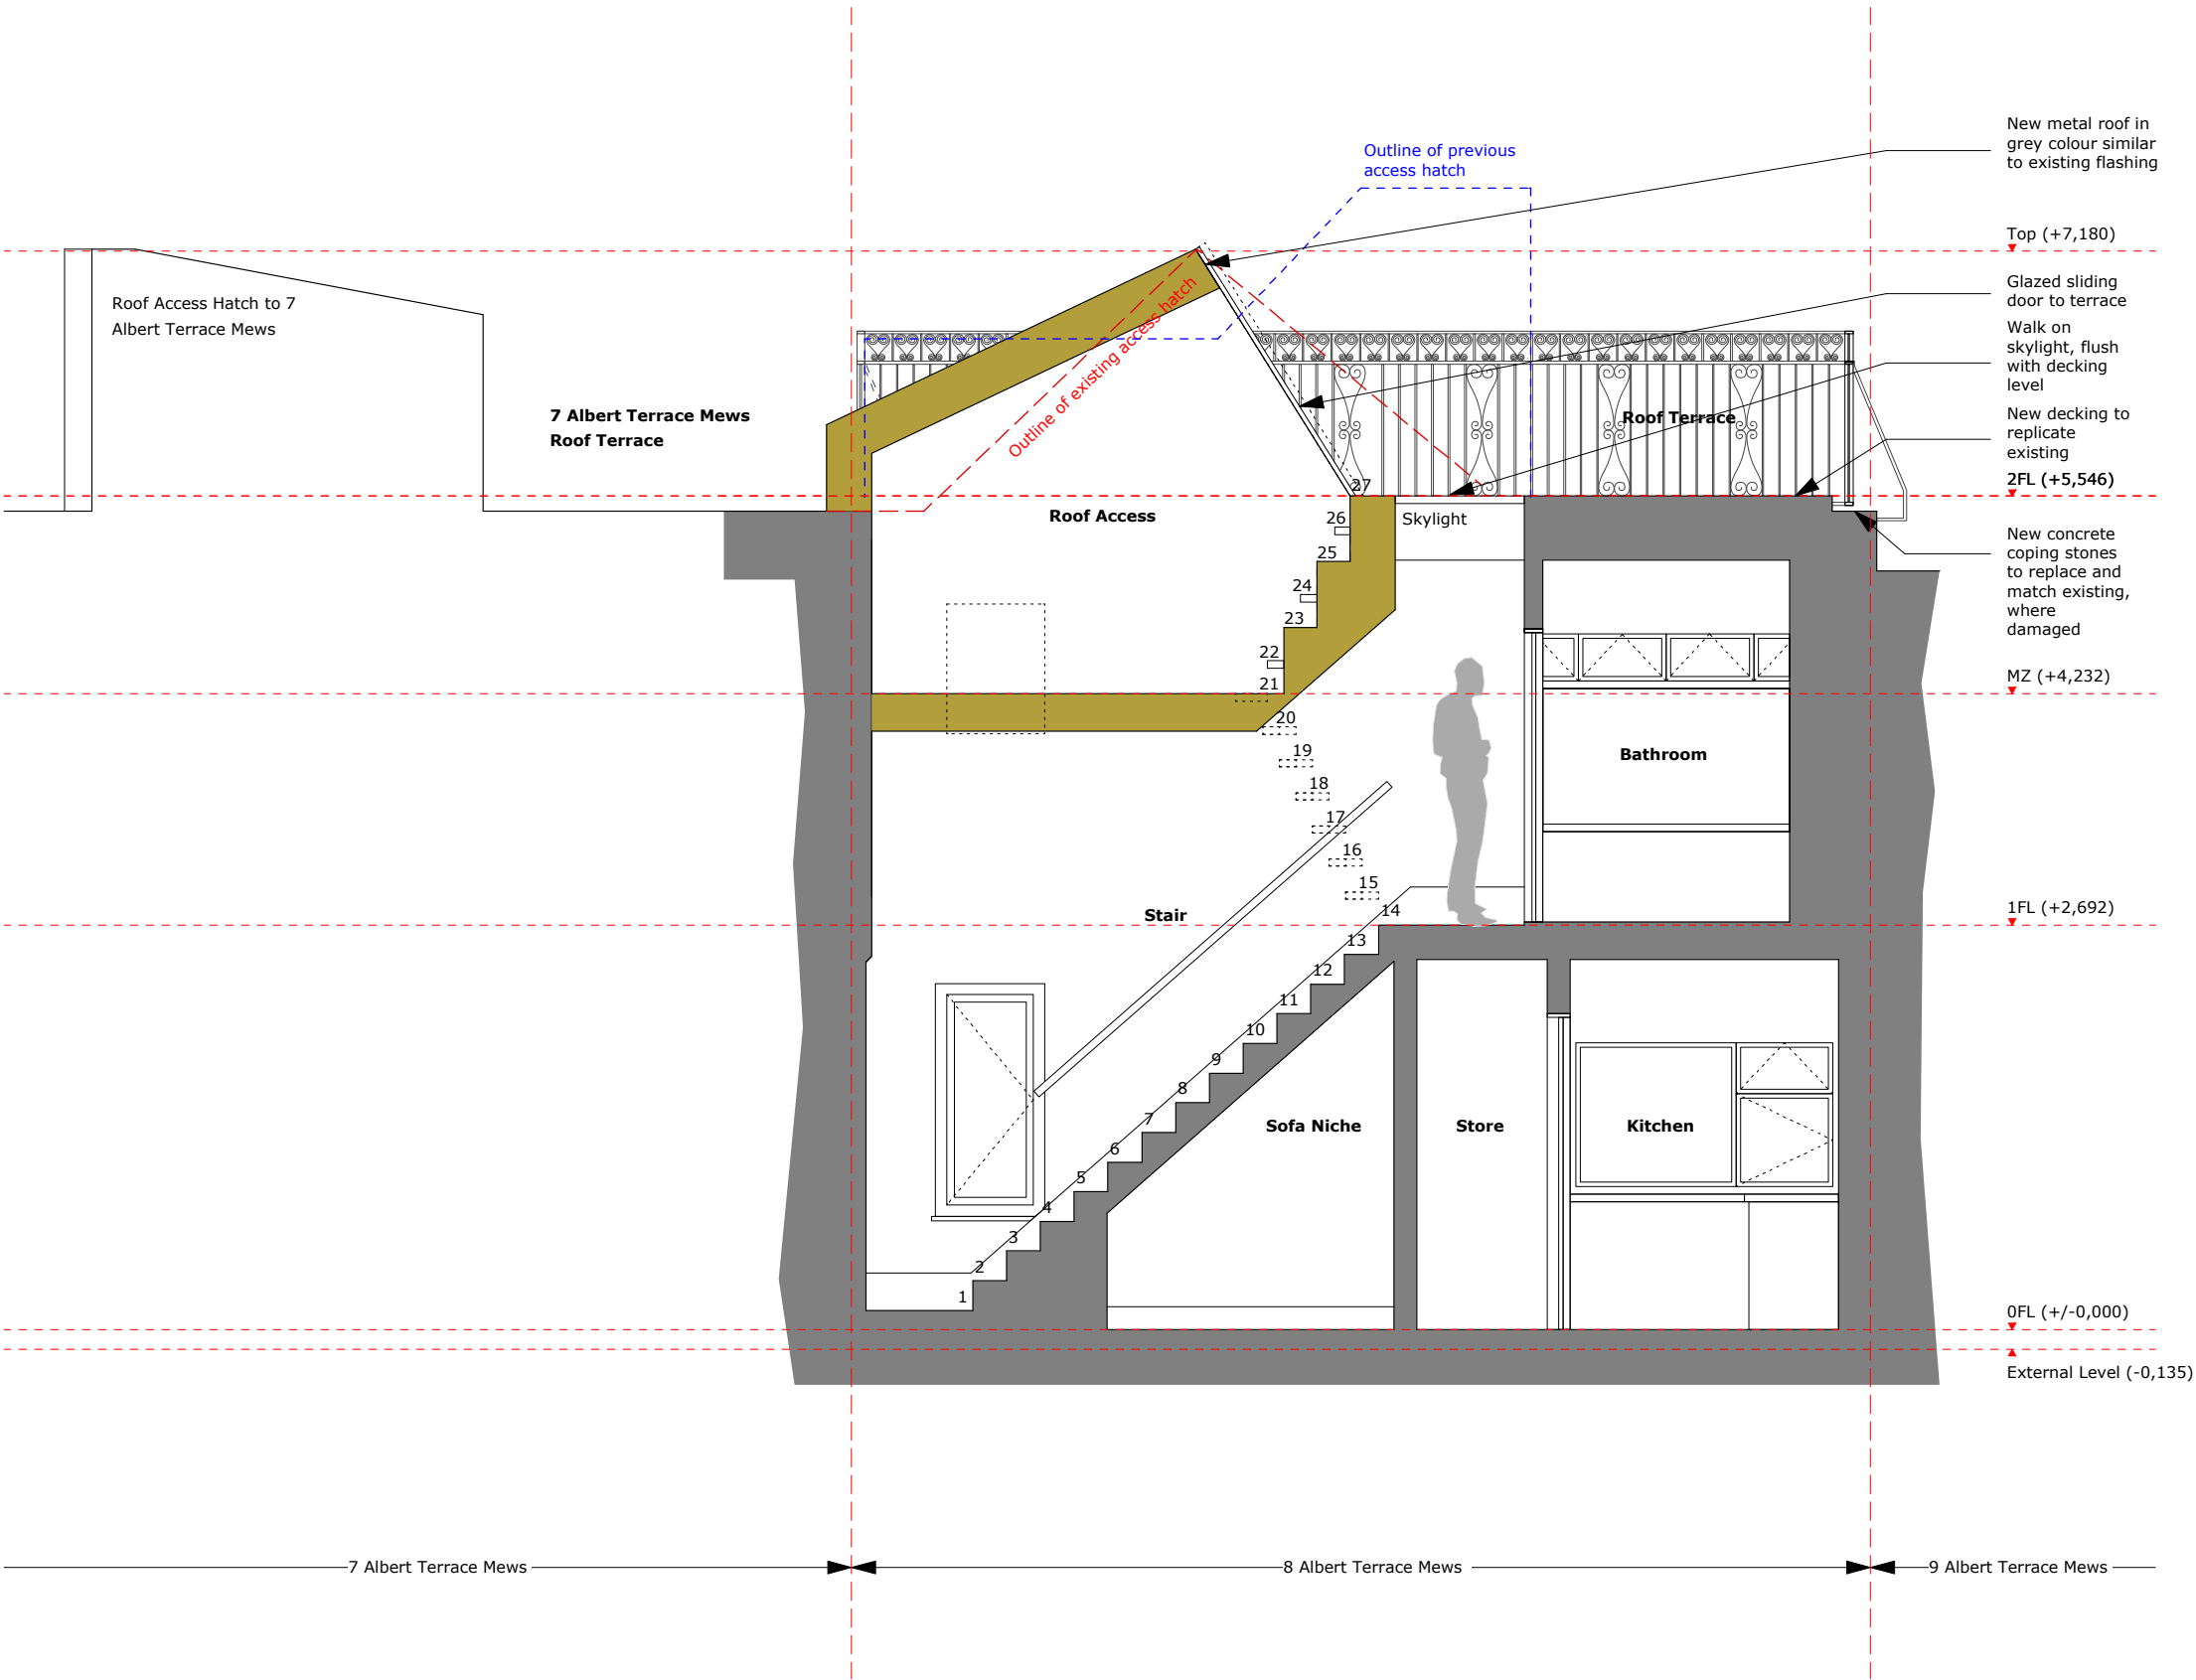 New metal roof in
grey colour similar
to existing flashing
Outline of previous
access hatch
Top (+7,180)
Glazed sliding
door to terrace
Roof Access Hatch to 7
Albert Terrace Mews
Walk on
skylight, flush
with decking
level
Outline of existing access hatch
7 Albert Terrace Mews
Roof Terrace
Roof Terrace
New decking to
replicate
existing
2FL (+5,546)
27
Roof Access
26
Skylight
25
New concrete
coping stones
to replace and
match existing,
where
damaged
24
23
22
21
MZ (+4,232)
20
19
Bathroom
18
17
16
15
14
Stair
1FL (+2,692)
13
12
11
10
9
8
7
Sofa Niche
Store
Kitchen
6
5
4
3
2
1
0FL (+/-0,000)
External Level (-0,135)
7 Albert Terrace Mews
8 Albert Terrace Mews
9 Albert Terrace Mews